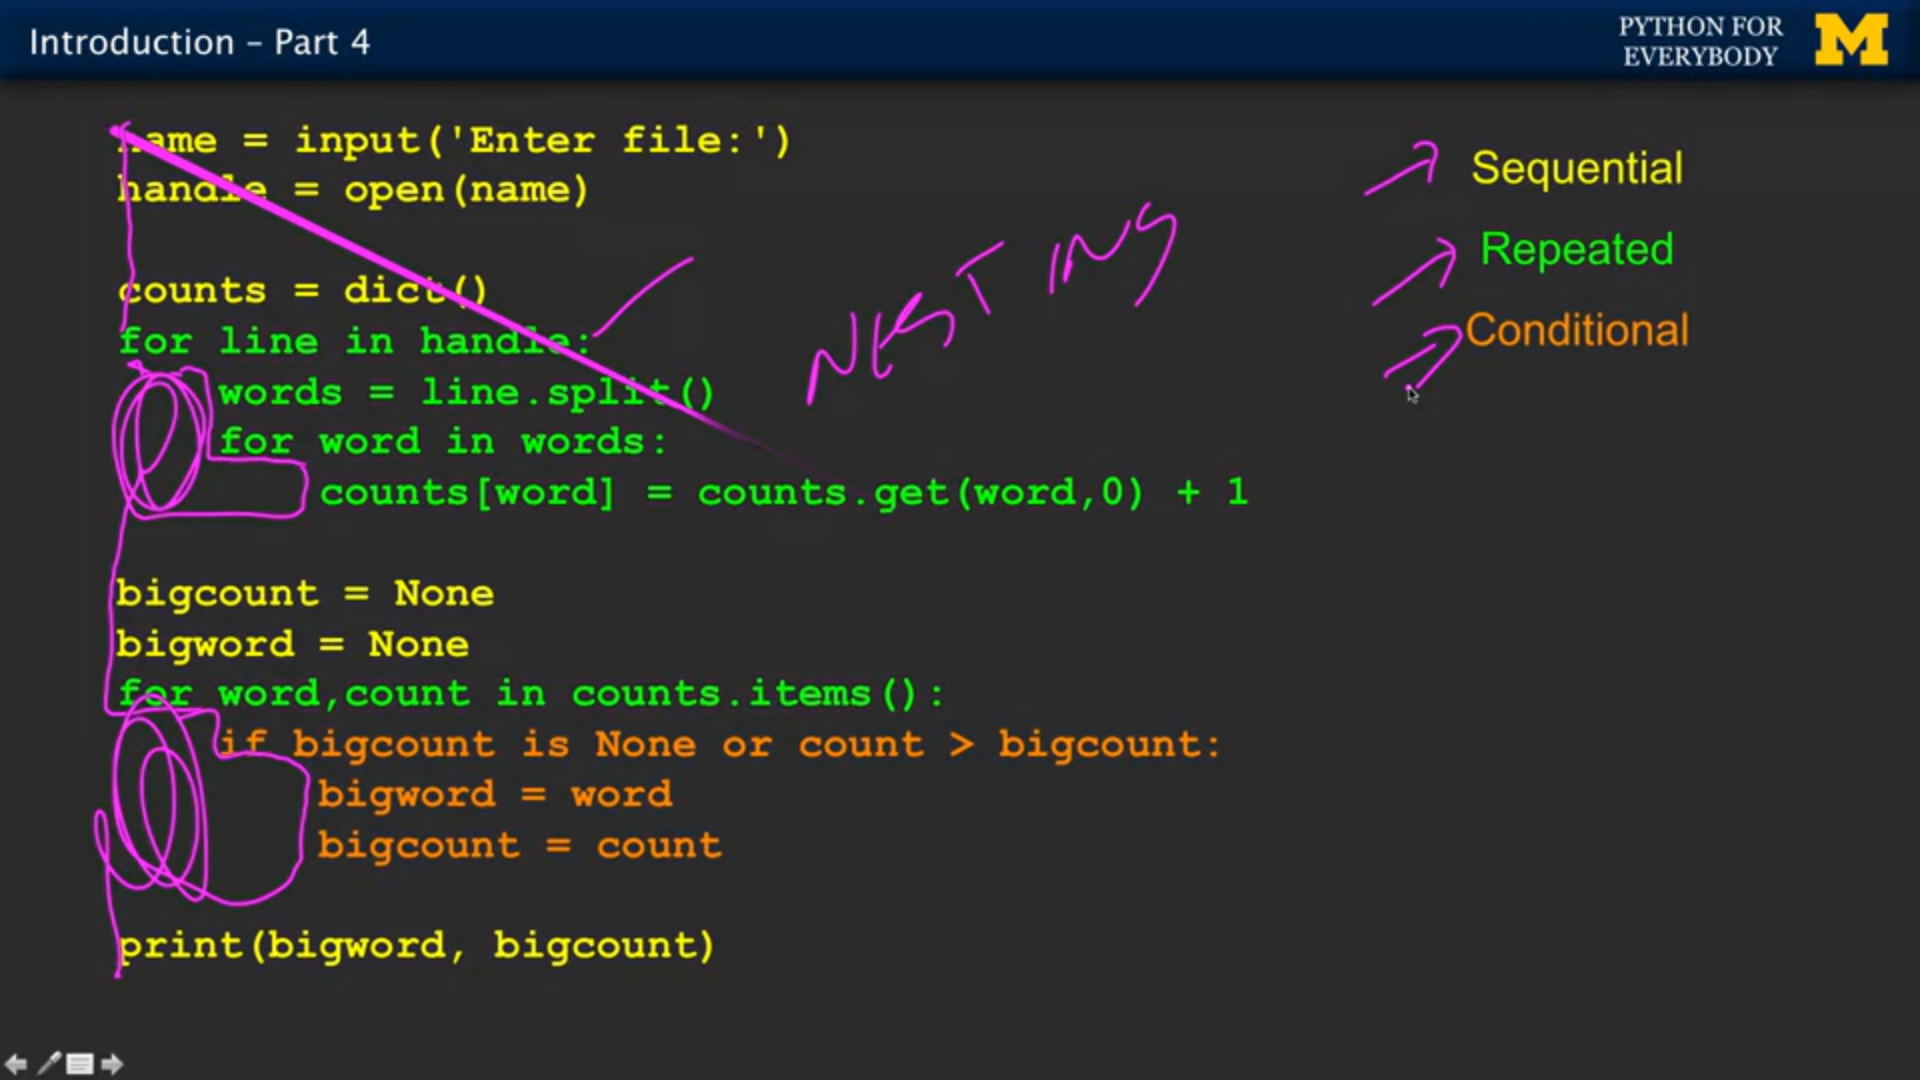 Introduction – Part 4
PYTHON FOR
EVERYBODY
M
name = input('Enter file:')
handle = open(name)
counts = dict()
for line in handle:
words = line.split()
for word in words:
counts[word] = counts.get(word,0) + 1
bigcount = None
bigword = None
for word,count in counts.items():
if bigcount is None or count > bigcount:
bigword = word
bigcount = count
print(bigword, bigcount)
NESTING
Sequential
Repeated
Conditional